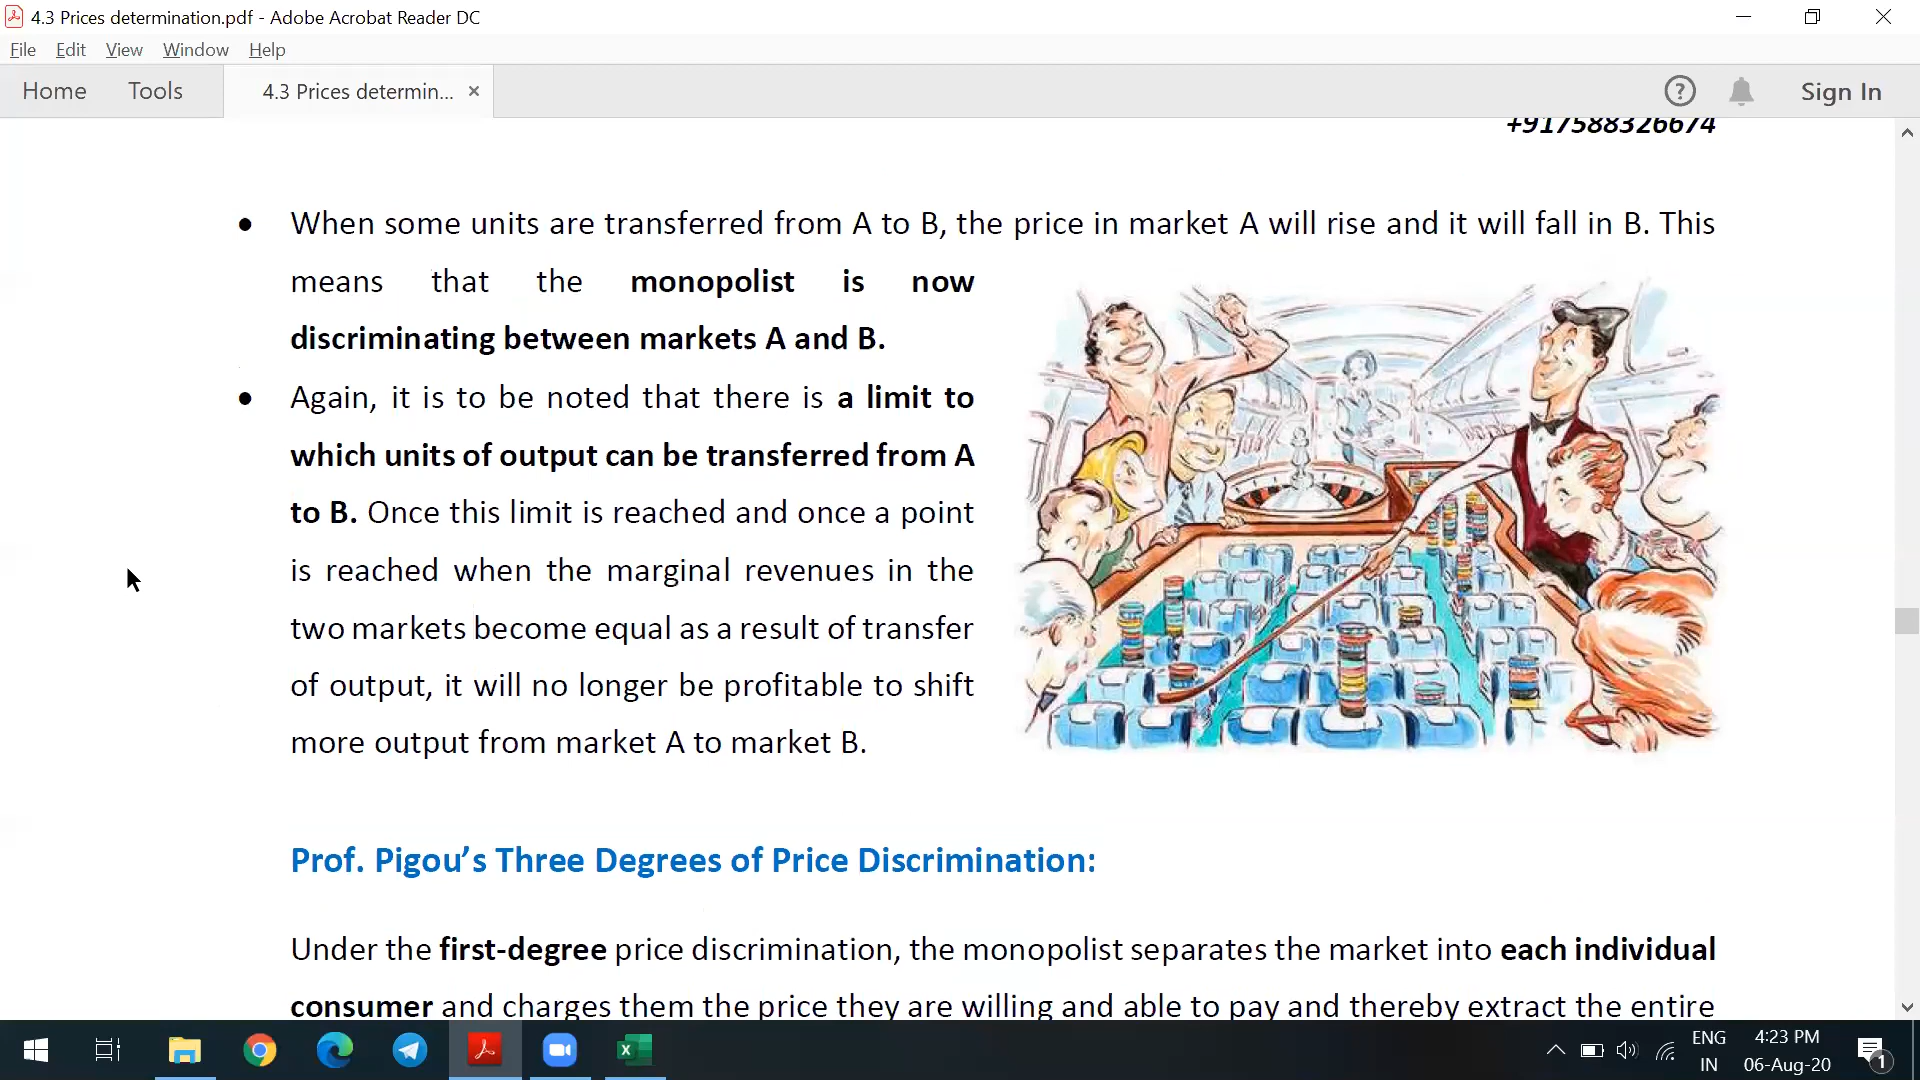 4.3 Prices determination.pdf - Adobe Acrobat Reader DC
File Edit View Window Help
Home Tools 4.3 Prices determin... × ? Sign In
+917588326674
• When some units are transferred from A to B, the price in market A will rise and it will fall in B. This
means that the monopolist is now
discriminating between markets A and B.
• Again, it is to be noted that there is a limit to
which units of output can be transferred from A
to B. Once this limit is reached and once a point
is reached when the marginal revenues in the
two markets become equal as a result of transfer
of output, it will no longer be profitable to shift
more output from market A to market B.
Prof. Pigou’s Three Degrees of Price Discrimination:
Under the first-degree price discrimination, the monopolist separates the market into each individual
consumer and charges them the price they are willing and able to pay and thereby extract the entire
ENG 4:23 PM
IN 06-Aug-20 1